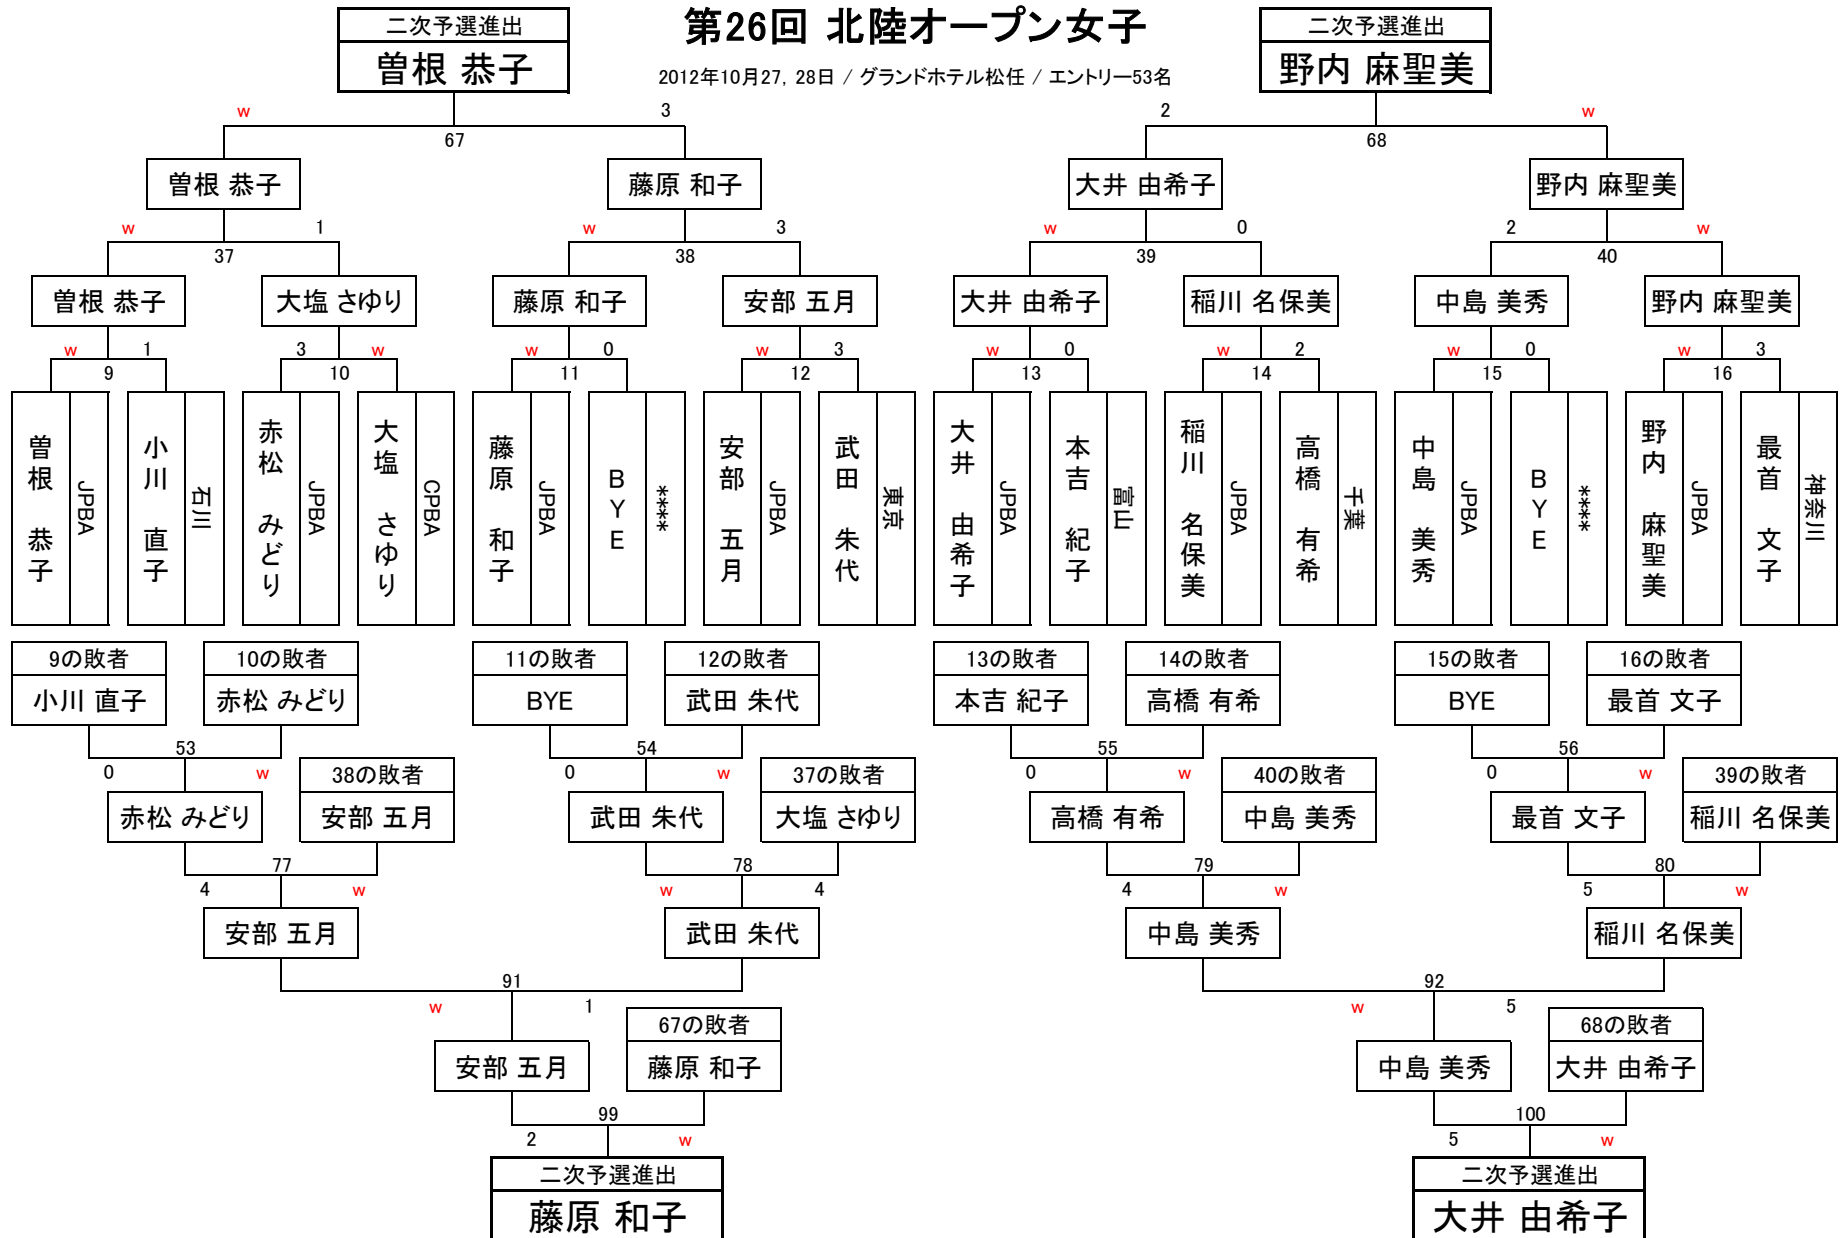 第26回 北陸オープン女子
2012年10月27, 28日 / グランドホテル松任 / エントリー53名
二次予選進出 二次予選進出
曽根 恭子 野内 麻聖美
w 3 2 w
67 68
曽根 恭子 藤原 和子 大井 由希子 野内 麻聖美
w 1 w 3 w 0 2 w
37 38 39 40
曽根 恭子 大塩 さゆり 藤原 和子 安部 五月 大井 由希子 稲川 名保美 中島 美秀 野内 麻聖美
w 1 3 w w 0 w 3 w 0 w 2 w 0 w 3
9 10 11 12 13 14 15 16
曽根 恭子 JPBA
小川 直子 石川
赤松 みどり JPBA
大塩 さゆり CPBA
藤原 和子 JPBA
BYE ****
安部 五月 JPBA
武田 朱代 東京
大井 由希子 JPBA
本吉 紀子 富山
稲川 名保美 JPBA
高橋 有希 千葉
中島 美秀 JPBA
BYE ****
野内 麻聖美 JPBA
最首 文子 神奈川
9の敗者 10の敗者 11の敗者 12の敗者 13の敗者 14の敗者 15の敗者 16の敗者
小川 直子 赤松 みどり BYE 武田 朱代 本吉 紀子 高橋 有希 BYE 最首 文子
53 54 55 56
0 w 38の敗者 0 w 37の敗者 0 w 40の敗者 0 w 39の敗者
赤松 みどり 安部 五月 武田 朱代 大塩 さゆり 高橋 有希 中島 美秀 最首 文子 稲川 名保美
77 78 79 80
4 w w 4 4 w 5 w
安部 五月 武田 朱代 中島 美秀 稲川 名保美
91 92
w 1 w 5
67の敗者 68の敗者
安部 五月 藤原 和子 中島 美秀 大井 由希子
99 100
2 w 5 w
二次予選進出 二次予選進出
藤原 和子 大井 由希子